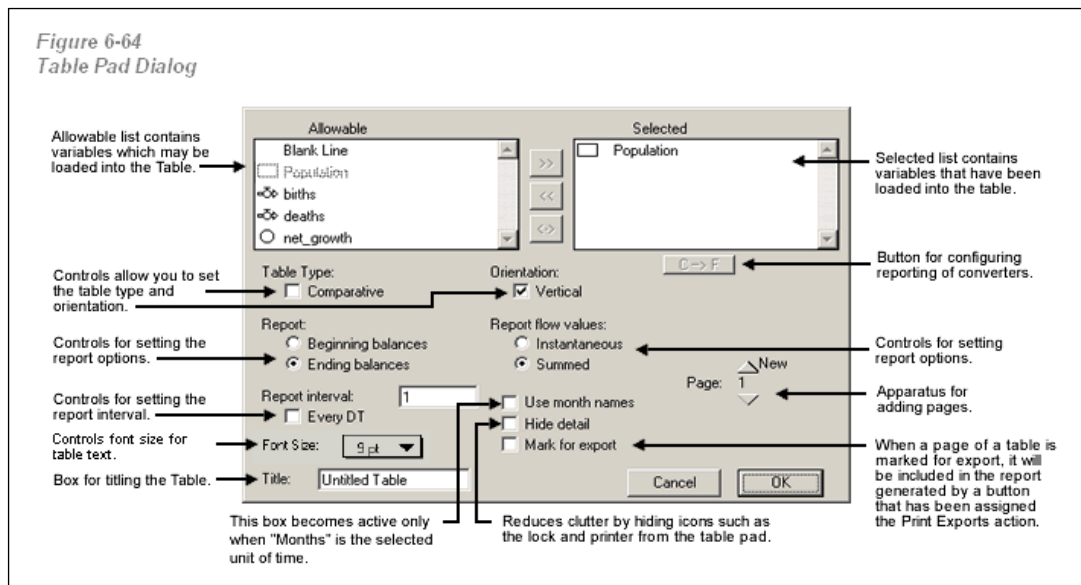 Figure 6-64
Table Pad Dialog
Allowable list contains
variables which may be
loaded into the Table.
Allowable
Blank Line
Population
births
deaths
net_growth
>>
<<
<->
Selected
Population
Selected list contains
variables that have been
loaded into the table.
C -> F
Button for configuring
reporting of converters.
Controls allow you to set
the table type and
orientation.
Table Type:
Comparative
Orientation:
Vertical
Controls for setting the
report options.
Report:
Beginning balances
Ending balances
Report flow values:
Instantaneous
Summed
Controls for setting
report options.
New
Page: 1
Apparatus for
adding pages.
Controls for setting the
report interval.
Report interval: 1
Every DT
Use month names
Hide detail
Mark for export
Controls font size for
table text.
Font Size: 9 pt
When a page of a table is
marked for export, it will
be included in the report
generated by a button
that has been assigned
the Print Exports action.
Box for titling the Table.
Title: Untitled Table
Cancel
OK
This box becomes active only
when "Months" is the selected
unit of time.
Reduces clutter by hiding icons such as
the lock and printer from the table pad.